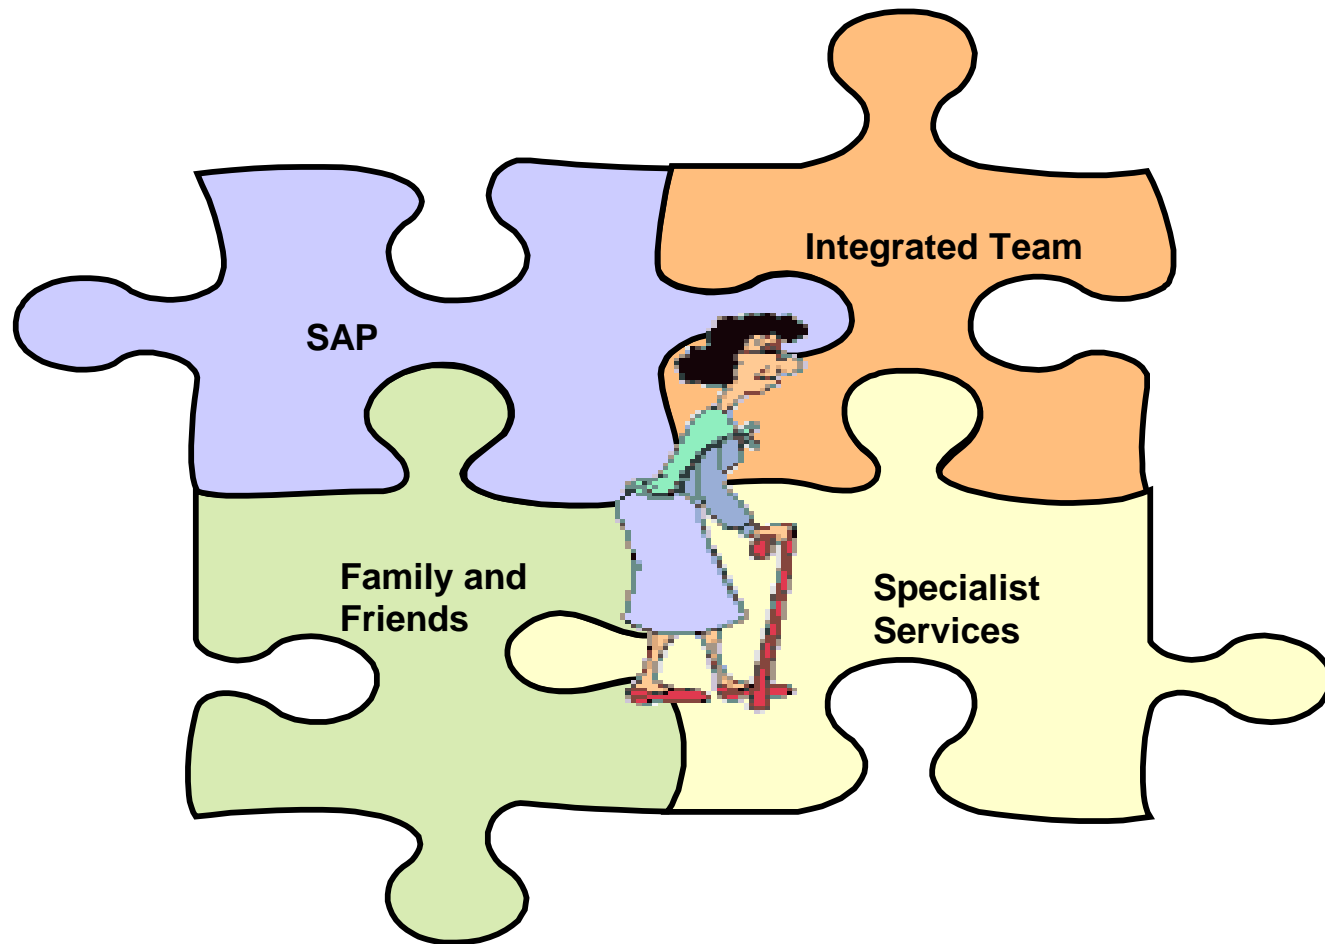 Integrated Team
SAP
Family and
Friends
Specialist
Services